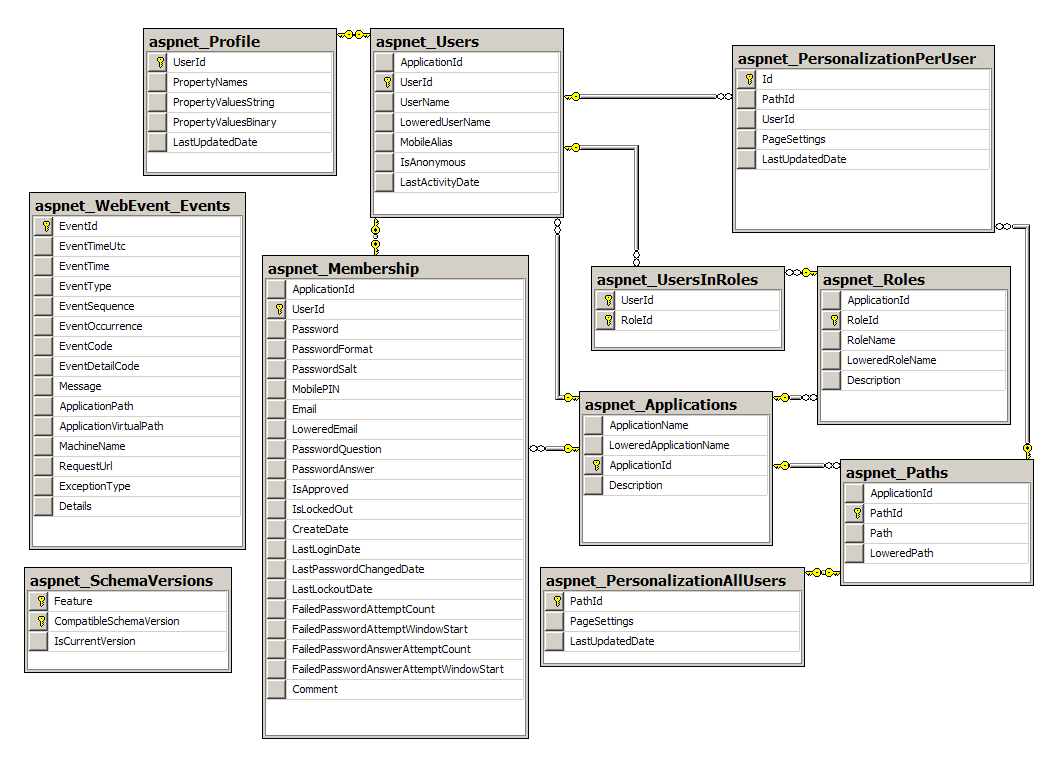 aspnet_Profile
UserId
PropertyNames
PropertyValuesString
PropertyValuesBinary
LastUpdatedDate
aspnet_Users
ApplicationId
UserId
UserName
LoweredUserName
MobileAlias
IsAnonymous
LastActivityDate
aspnet_PersonalizationPerUser
Id
PathId
UserId
PageSettings
LastUpdatedDate
aspnet_WebEvent_Events
EventId
EventTimeUtc
EventTime
EventType
EventSequence
EventOccurrence
EventCode
EventDetailCode
Message
ApplicationPath
ApplicationVirtualPath
MachineName
RequestUrl
ExceptionType
Details
aspnet_Membership
ApplicationId
UserId
Password
PasswordFormat
PasswordSalt
MobilePIN
Email
LoweredEmail
PasswordQuestion
PasswordAnswer
IsApproved
IsLockedOut
CreateDate
LastLoginDate
LastPasswordChangedDate
LastLockoutDate
FailedPasswordAttemptCount
FailedPasswordAttemptWindowStart
FailedPasswordAnswerAttemptCount
FailedPasswordAnswerAttemptWindowStart
Comment
aspnet_UsersInRoles
UserId
RoleId
aspnet_Roles
ApplicationId
RoleId
RoleName
LoweredRoleName
Description
aspnet_Applications
ApplicationName
LoweredApplicationName
ApplicationId
Description
aspnet_Paths
ApplicationId
PathId
Path
LoweredPath
aspnet_SchemaVersions
Feature
CompatibleSchemaVersion
IsCurrentVersion
aspnet_PersonalizationAllUsers
PathId
PageSettings
LastUpdatedDate